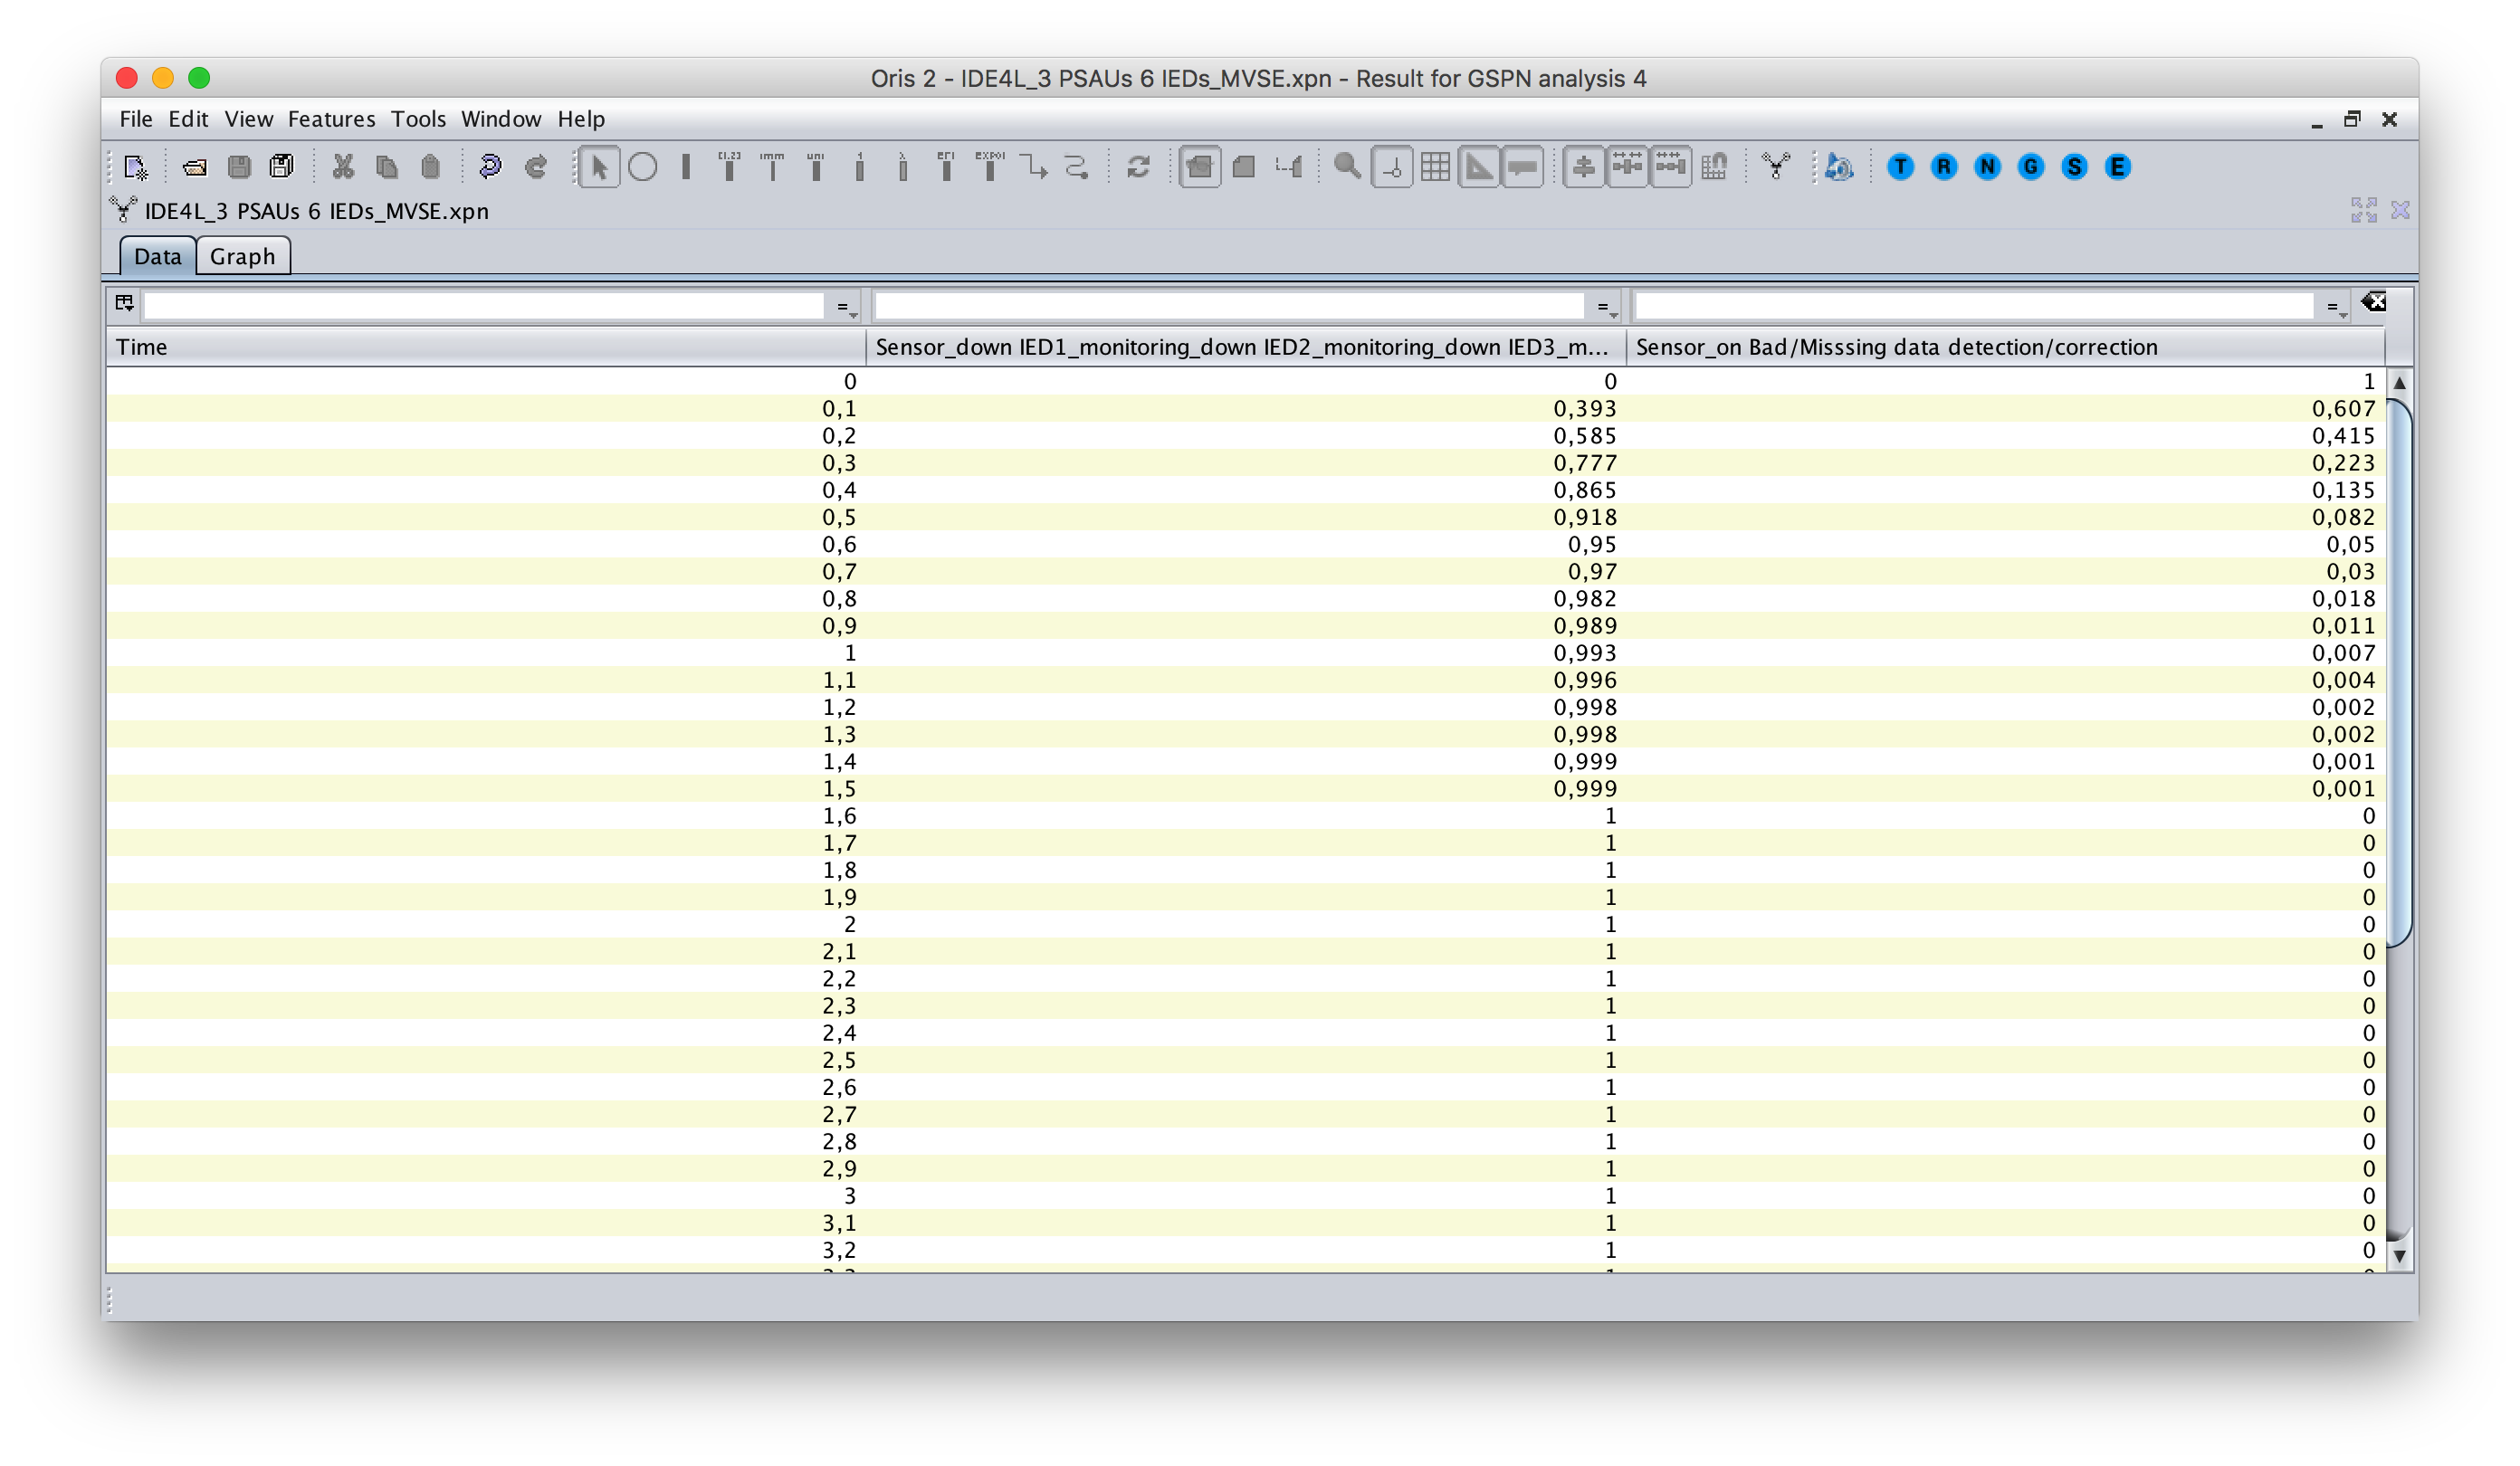 Oris 2 - IDE4L_3 PSAUs 6 IEDs_MVSE.xpn - Result for GSPN analysis 4
File Edit View Features Tools Window Help
[1,2] imm uni 1 λ EXPOL
T R N G S E
IDE4L_3 PSAUs 6 IEDs_MVSE.xpn
Data Graph
= = =
Time Sensor_down IED1_monitoring_down IED2_monitoring_down IED3_m... Sensor_on Bad/Misssing data detection/correction
0 0 1
0,1 0,393 0,607
0,2 0,585 0,415
0,3 0,777 0,223
0,4 0,865 0,135
0,5 0,918 0,082
0,6 0,95 0,05
0,7 0,97 0,03
0,8 0,982 0,018
0,9 0,989 0,011
1 0,993 0,007
1,1 0,996 0,004
1,2 0,998 0,002
1,3 0,998 0,002
1,4 0,999 0,001
1,5 0,999 0,001
1,6 1 0
1,7 1 0
1,8 1 0
1,9 1 0
2 1 0
2,1 1 0
2,2 1 0
2,3 1 0
2,4 1 0
2,5 1 0
2,6 1 0
2,7 1 0
2,8 1 0
2,9 1 0
3 1 0
3,1 1 0
3,2 1 0